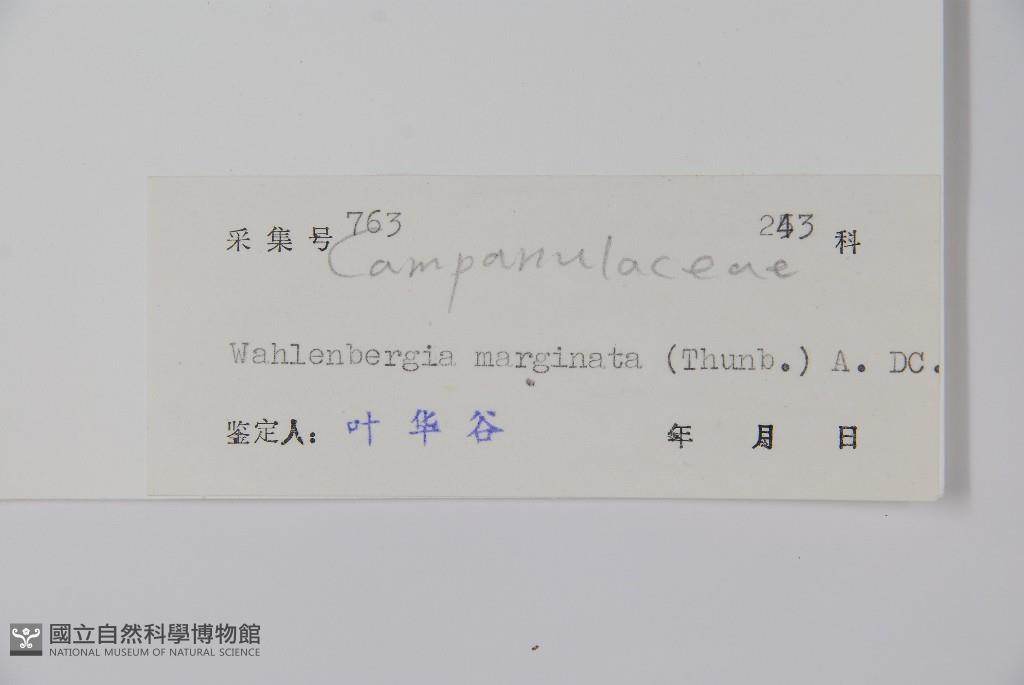 采集号 763 243 科
Campanulaceae
Wahlenbergia marginata (Thunb.) A. DC.
鉴定人: 叶华谷 年 月 日
國立自然科學博物館
NATIONAL MUSEUM OF NATURAL SCIENCE